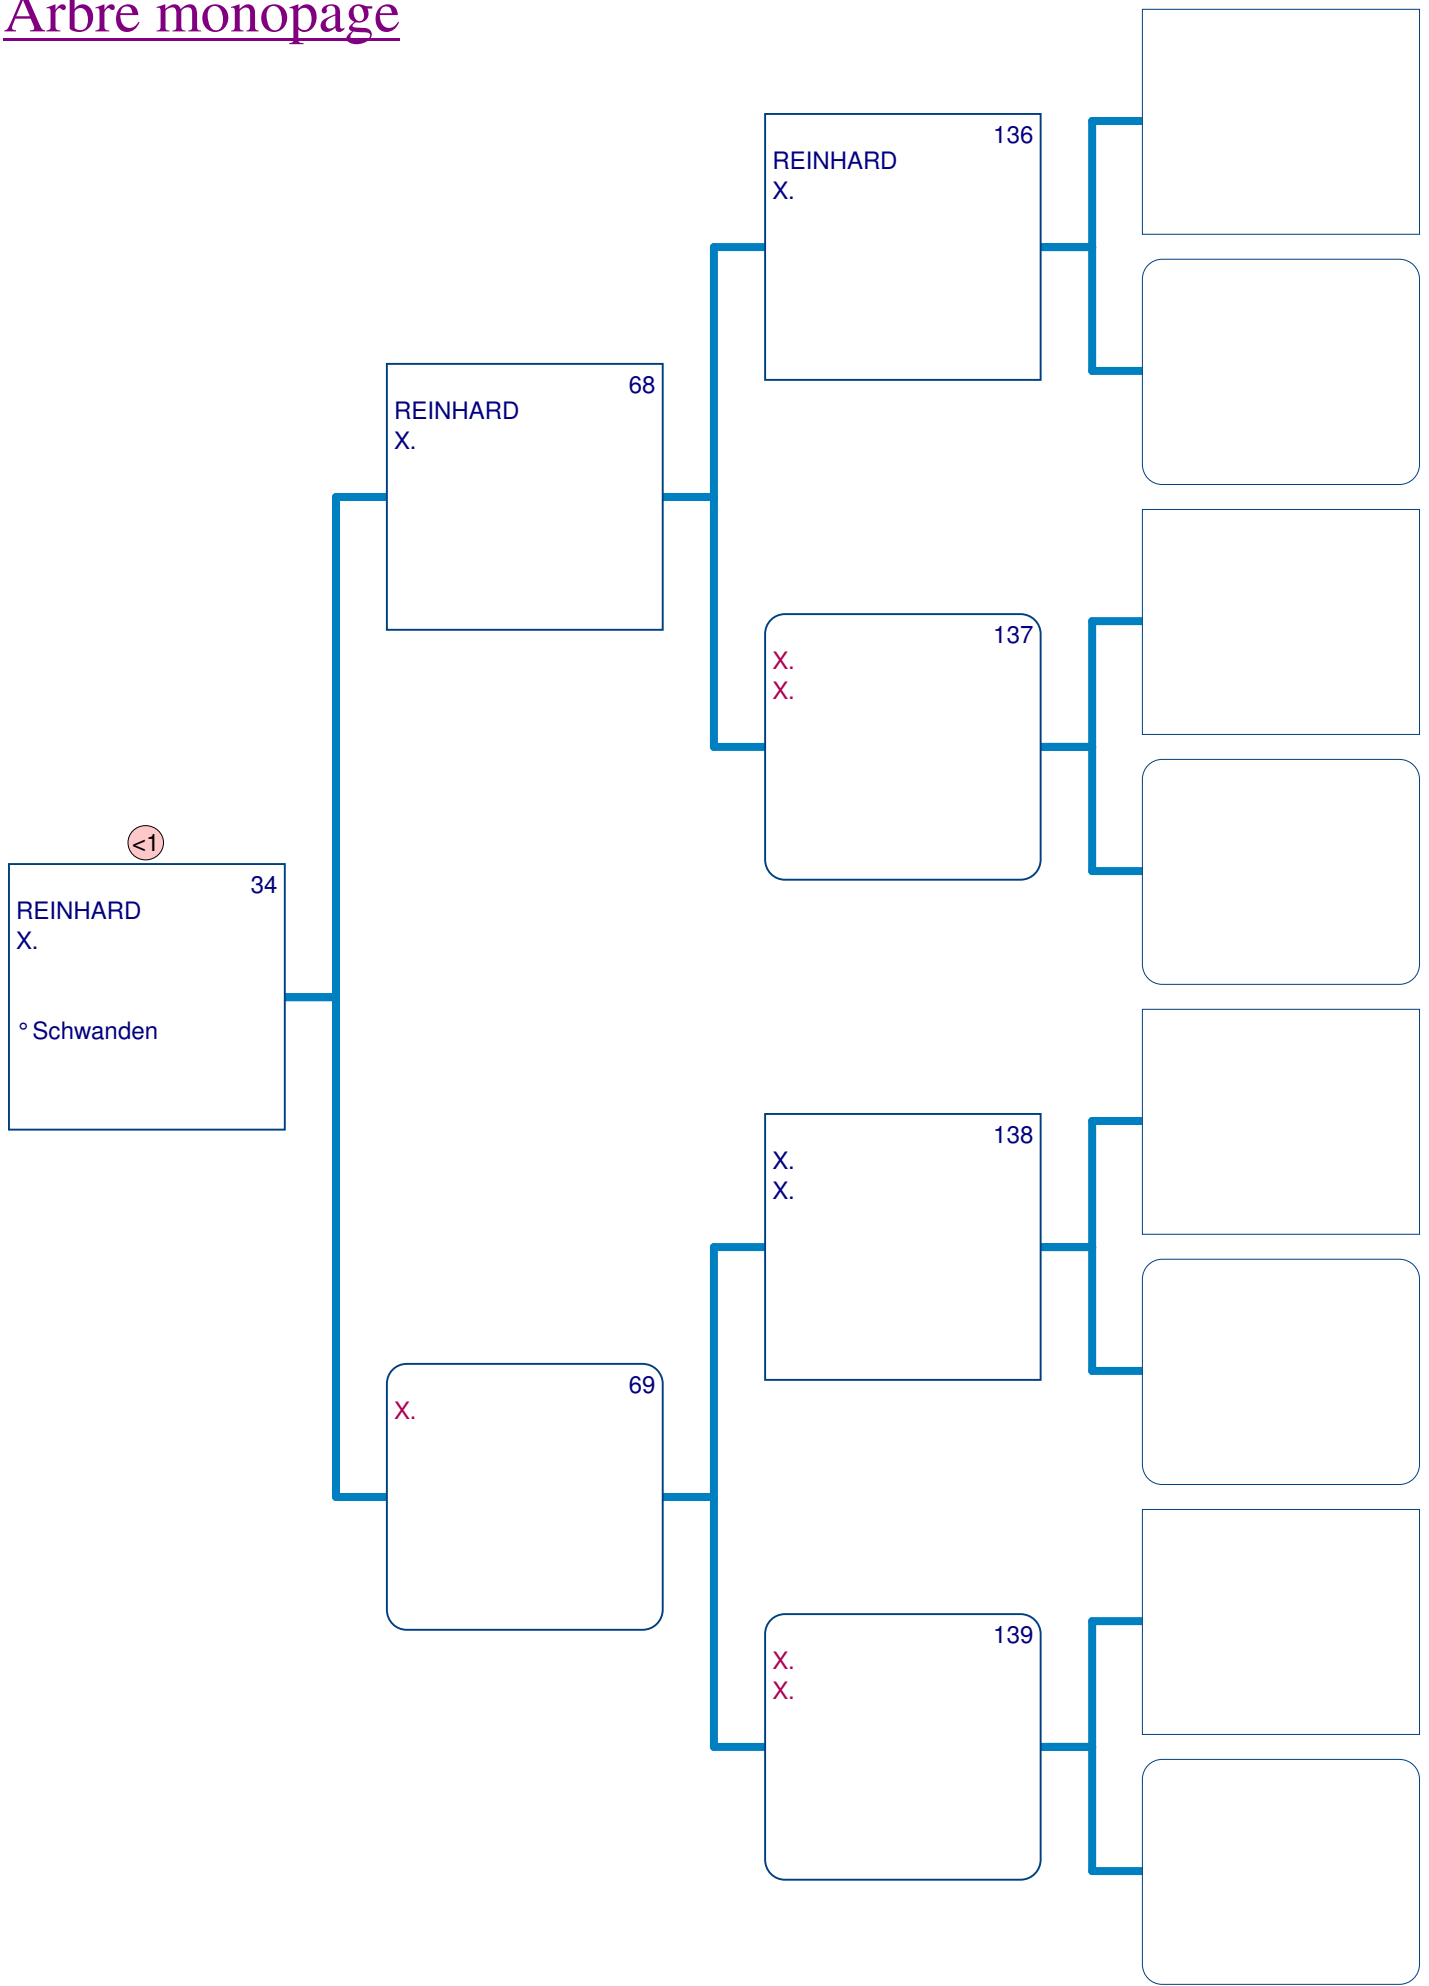 Arbre monopage
136
REINHARD
X.
68
REINHARD
X.
137
X.
X.
<1
34
REINHARD
X.
° Schwanden
138
X.
X.
69
X.
139
X.
X.